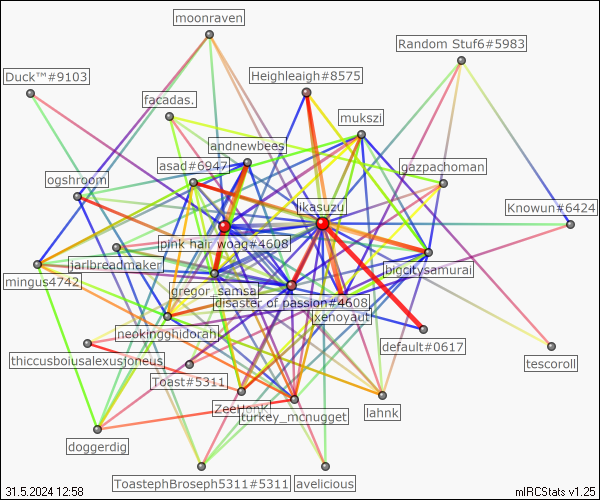 moonraven
Random Stuf6#5983
Duck™#9103
Heighleaigh#8575
facadas.
mukszi
andnewbees
asad#6947
gazpachoman
ogshroom
ikasuzu
Knowun#6424
pink hair woag#4608
jarlbreadmaker
bigcitysamurai
mingus4742
gregor_samsa
disaster of passion#4608
xenoyaut
neokingghidorah
default#0617
thiccusboiusalexusjoneus
tescoroll
Toast#5311
ZeeHonk
turkey_mcnugget
lahnk
doggerdig
ToastephBroseph5311#5311
avelicious
31.5.2024 12:58
mIRCStats v1.25